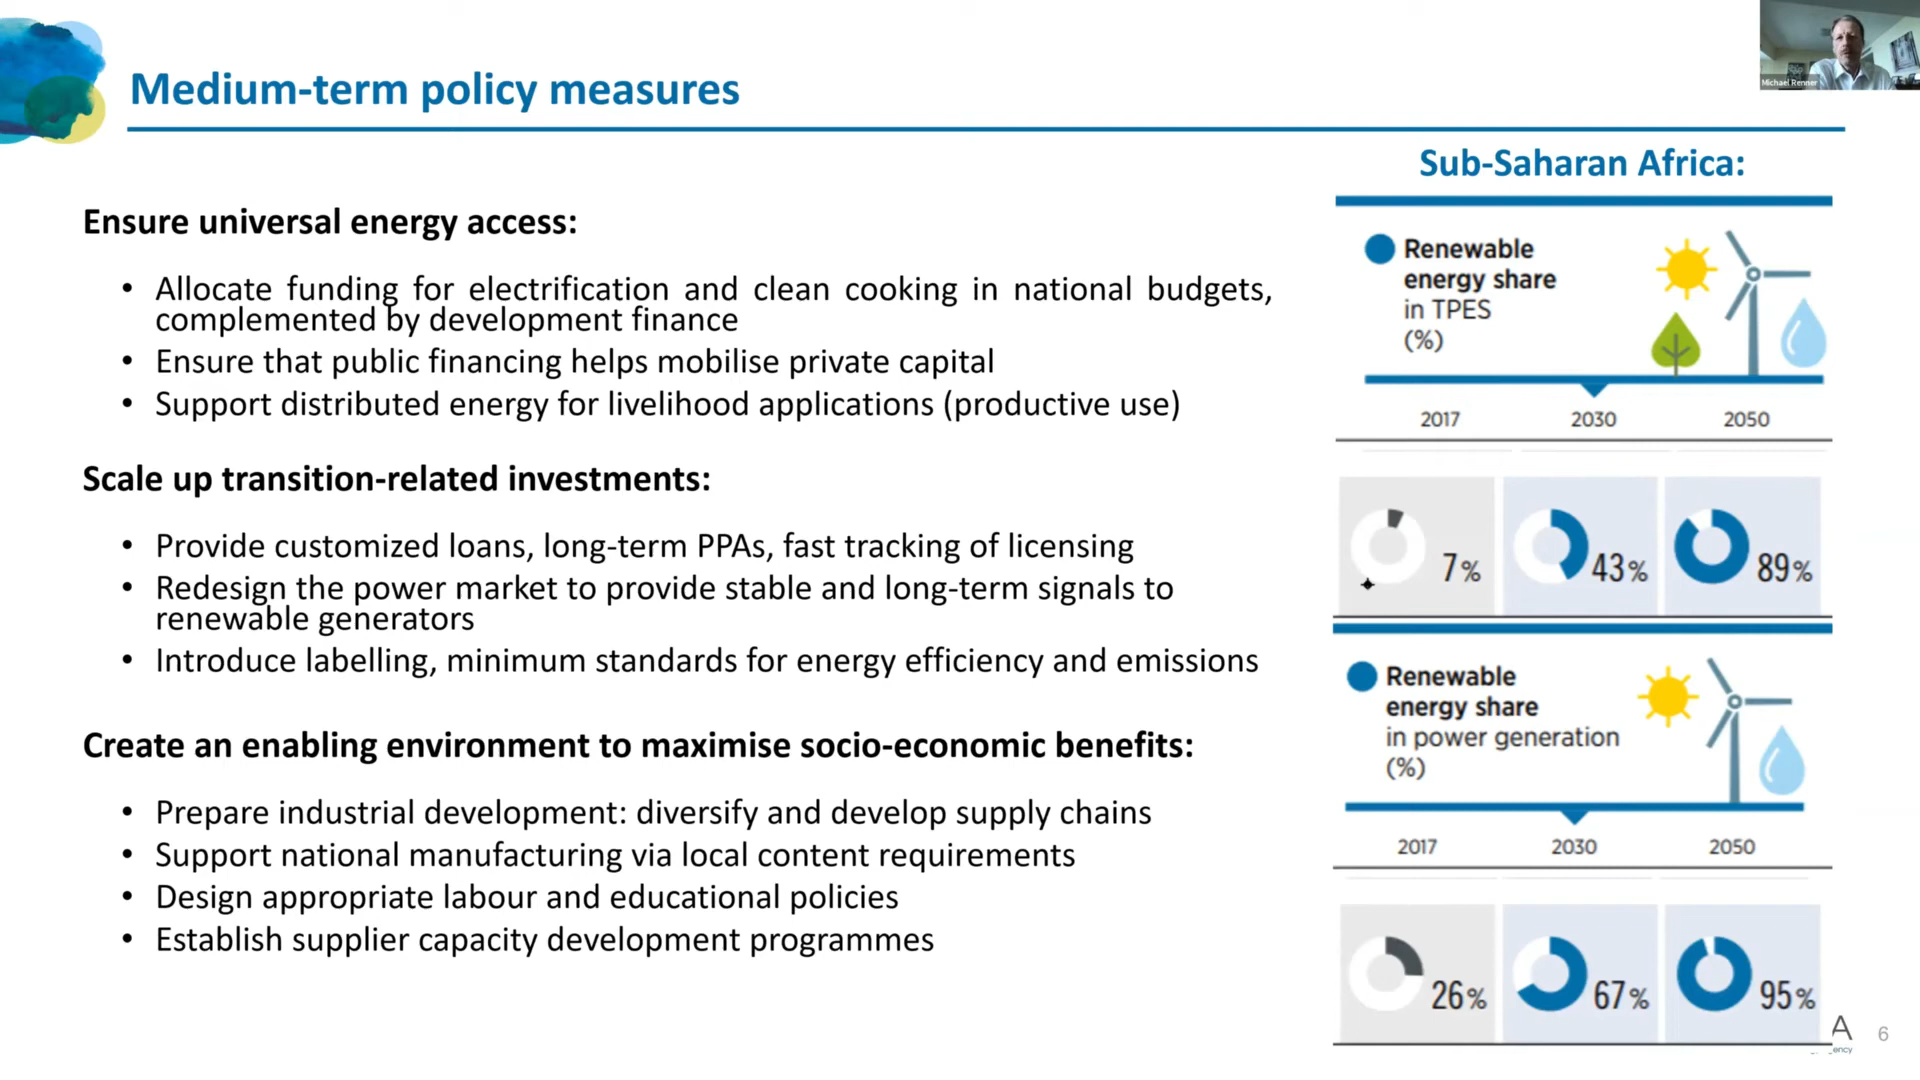 Medium-term policy measures
Michael Renner
Ensure universal energy access:
• Allocate funding for electrification and clean cooking in national budgets,
complemented by development finance
• Ensure that public financing helps mobilise private capital
• Support distributed energy for livelihood applications (productive use)
Scale up transition-related investments:
• Provide customized loans, long-term PPAs, fast tracking of licensing
• Redesign the power market to provide stable and long-term signals to
renewable generators
• Introduce labelling, minimum standards for energy efficiency and emissions
Create an enabling environment to maximise socio-economic benefits:
• Prepare industrial development: diversify and develop supply chains
• Support national manufacturing via local content requirements
• Design appropriate labour and educational policies
• Establish supplier capacity development programmes
Sub-Saharan Africa:
Renewable
energy share
in TPES
(%)
2017 2030 2050
7% 43% 89%
Renewable
energy share
in power generation
(%)
2017 2030 2050
26% 67% 95%
A
ency
6